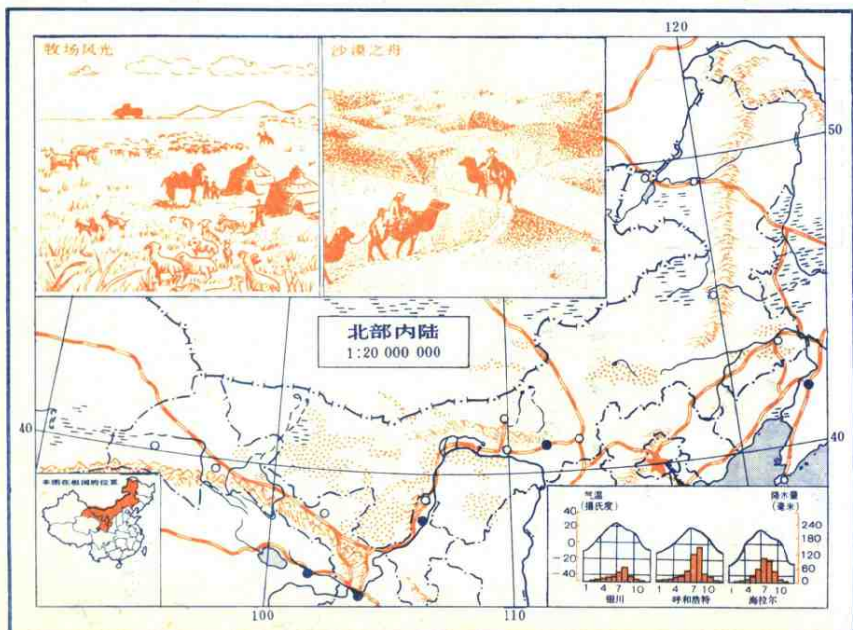 牧场风光
沙漠之舟
120
50
北部内陆
1:20 000 000
40
40
本图在祖国的位置
气温
(摄氏度)
降水量
(毫米)
40
20
0
-20
-40
240
180
120
60
0
1 4 7 10
1 4 7 10
1 4 7 10
银川
呼和浩特
海拉尔
100
110